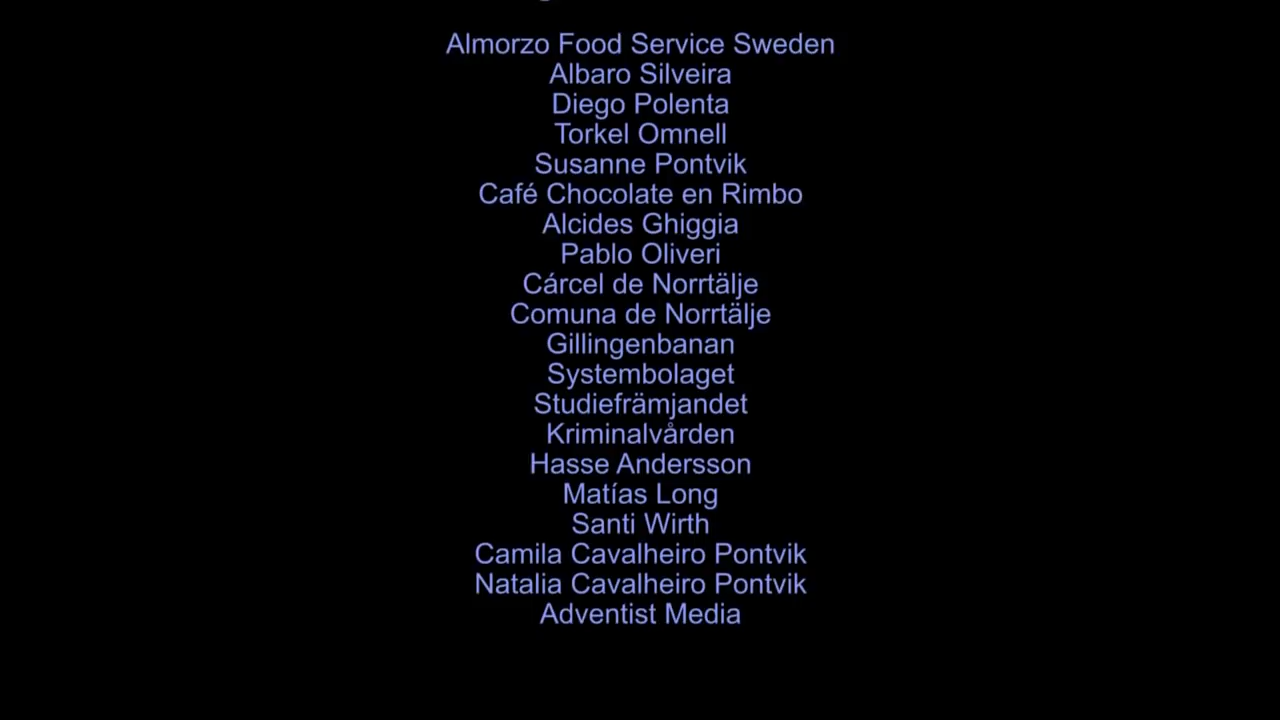 Almorzo Food Service Sweden
Albaro Silveira
Diego Polenta
Torkel Omnell
Susanne Pontvik
Café Chocolate en Rimbo
Alcides Ghiggia
Pablo Oliveri
Cárcel de Norrtälje
Comuna de Norrtälje
Gillingenbanan
Systembolaget
Studiefrämjandet
Kriminalvården
Hasse Andersson
Matías Long
Santi Wirth
Camila Cavalheiro Pontvik
Natalia Cavalheiro Pontvik
Adventist Media